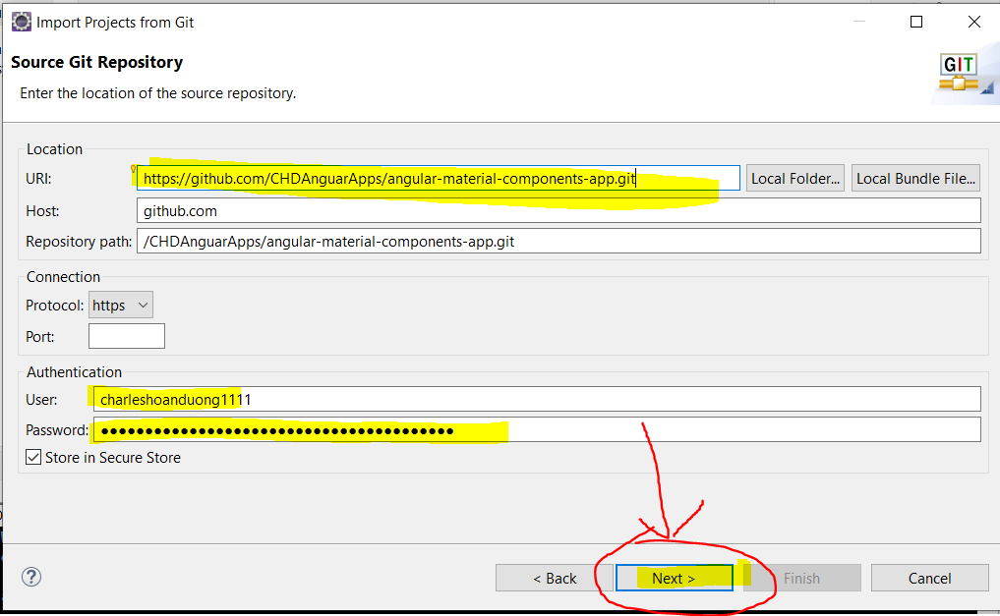 Import Projects from Git
Source Git Repository
Enter the location of the source repository.
GIT
Location
URI: https://github.com/CHDAnguarApps/angular-material-components-app.git Local Folder... Local Bundle File...
Host: github.com
Repository path: /CHDAnguarApps/angular-material-components-app.git
Connection
Protocol: https
Port:
Authentication
User: charleshoanduong1111
Password: ●●●●●●●●●●●●●●●●●●●●●●●●●●●●●●●●●●●●●●●●
Store in Secure Store
? < Back Next > Finish Cancel